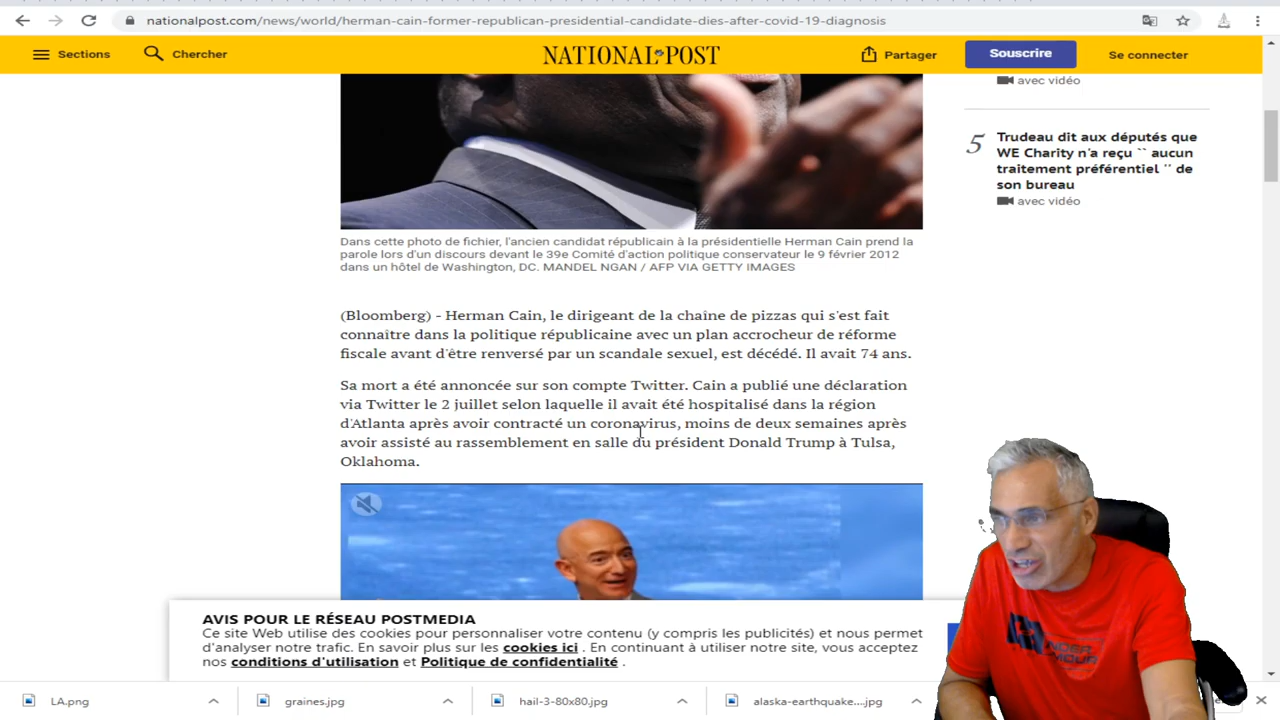 nationalpost.com/news/world/herman-cain-former-republican-presidential-candidate-dies-after-covid-19-diagnosis
Sections
Chercher
NATIONAL POST
Partager
Souscrire
Se connecter
avec vidéo
5
Trudeau dit aux députés que
WE Charity n'a reçu `` aucun
traitement préférentiel '' de
son bureau
avec vidéo
Dans cette photo de fichier, l'ancien candidat républicain à la présidentielle Herman Cain prend la
parole lors d'un discours devant le 39e Comité d'action politique conservateur le 9 février 2012
dans un hôtel de Washington, DC. MANDEL NGAN / AFP VIA GETTY IMAGES
(Bloomberg) - Herman Cain, le dirigeant de la chaîne de pizzas qui s'est fait
connaître dans la politique républicaine avec un plan accrocheur de réforme
fiscale avant d'être renversé par un scandale sexuel, est décédé. Il avait 74 ans.
Sa mort a été annoncée sur son compte Twitter. Cain a publié une déclaration
via Twitter le 2 juillet selon laquelle il avait été hospitalisé dans la région
d'Atlanta après avoir contracté un coronavirus, moins de deux semaines après
avoir assisté au rassemblement en salle du président Donald Trump à Tulsa,
Oklahoma.
AVIS POUR LE RÉSEAU POSTMEDIA
Ce site Web utilise des cookies pour personnaliser votre contenu (y compris les publicités) et nous permet
d'analyser notre trafic. En savoir plus sur les cookies ici . En continuant à utiliser notre site, vous acceptez
nos conditions d'utilisation et Politique de confidentialité .
LA.png
graines.jpg
hail-3-80x80.jpg
alaska-earthquake....jpg